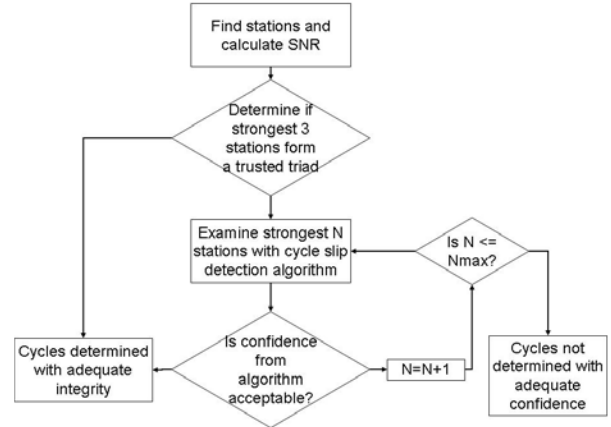 Find stations and
calculate SNR
Determine if
strongest 3
stations form
a trusted triad
Examine strongest N
stations with cycle slip
detection algorithm
Is N <=
Nmax?
Is confidence
from
algorithm
acceptable?
Cycles determined
with adequate
integrity
N=N+1
Cycles not
determined with
adequate
confidence